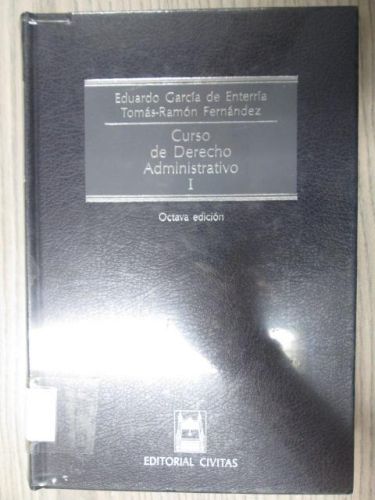 Eduardo García de Enterría
Tomás-Ramón Fernández
Curso
de Derecho
Administrativo
I
Octava edición
EDITORIAL CIVITAS